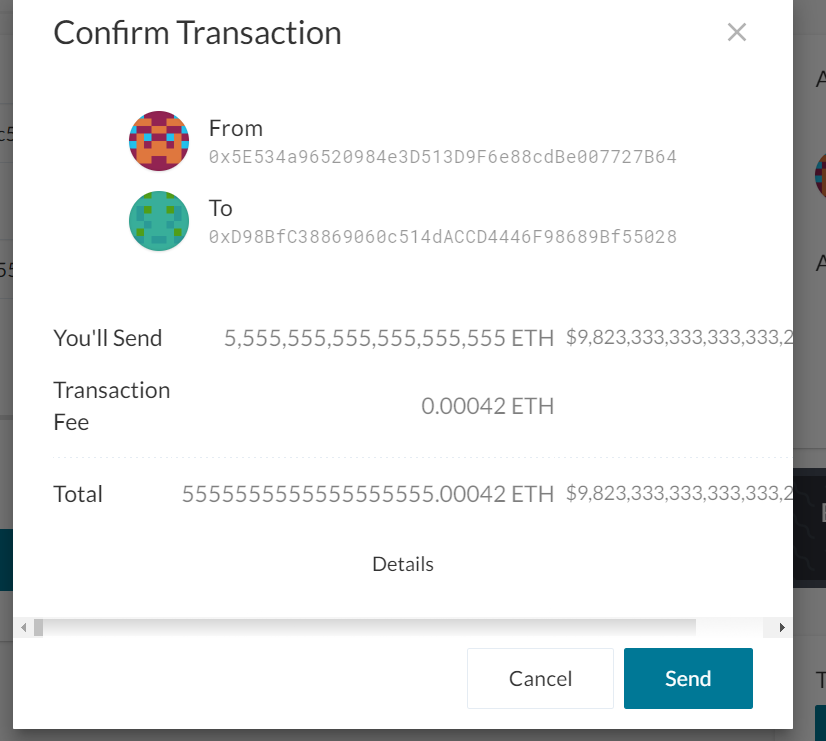 Confirm Transaction
From
0x5E534a96520984e3D513D9F6e88cdBe007727B64
To
0xD98BfC38869060c514dACCD4446F98689Bf55028
You'll Send 5,555,555,555,555,555,555 ETH $9,823,333,333,333,333,2
Transaction
Fee
0.00042 ETH
Total 5555555555555555555.00042 ETH $9,823,333,333,333,333,2
Details
Cancel Send